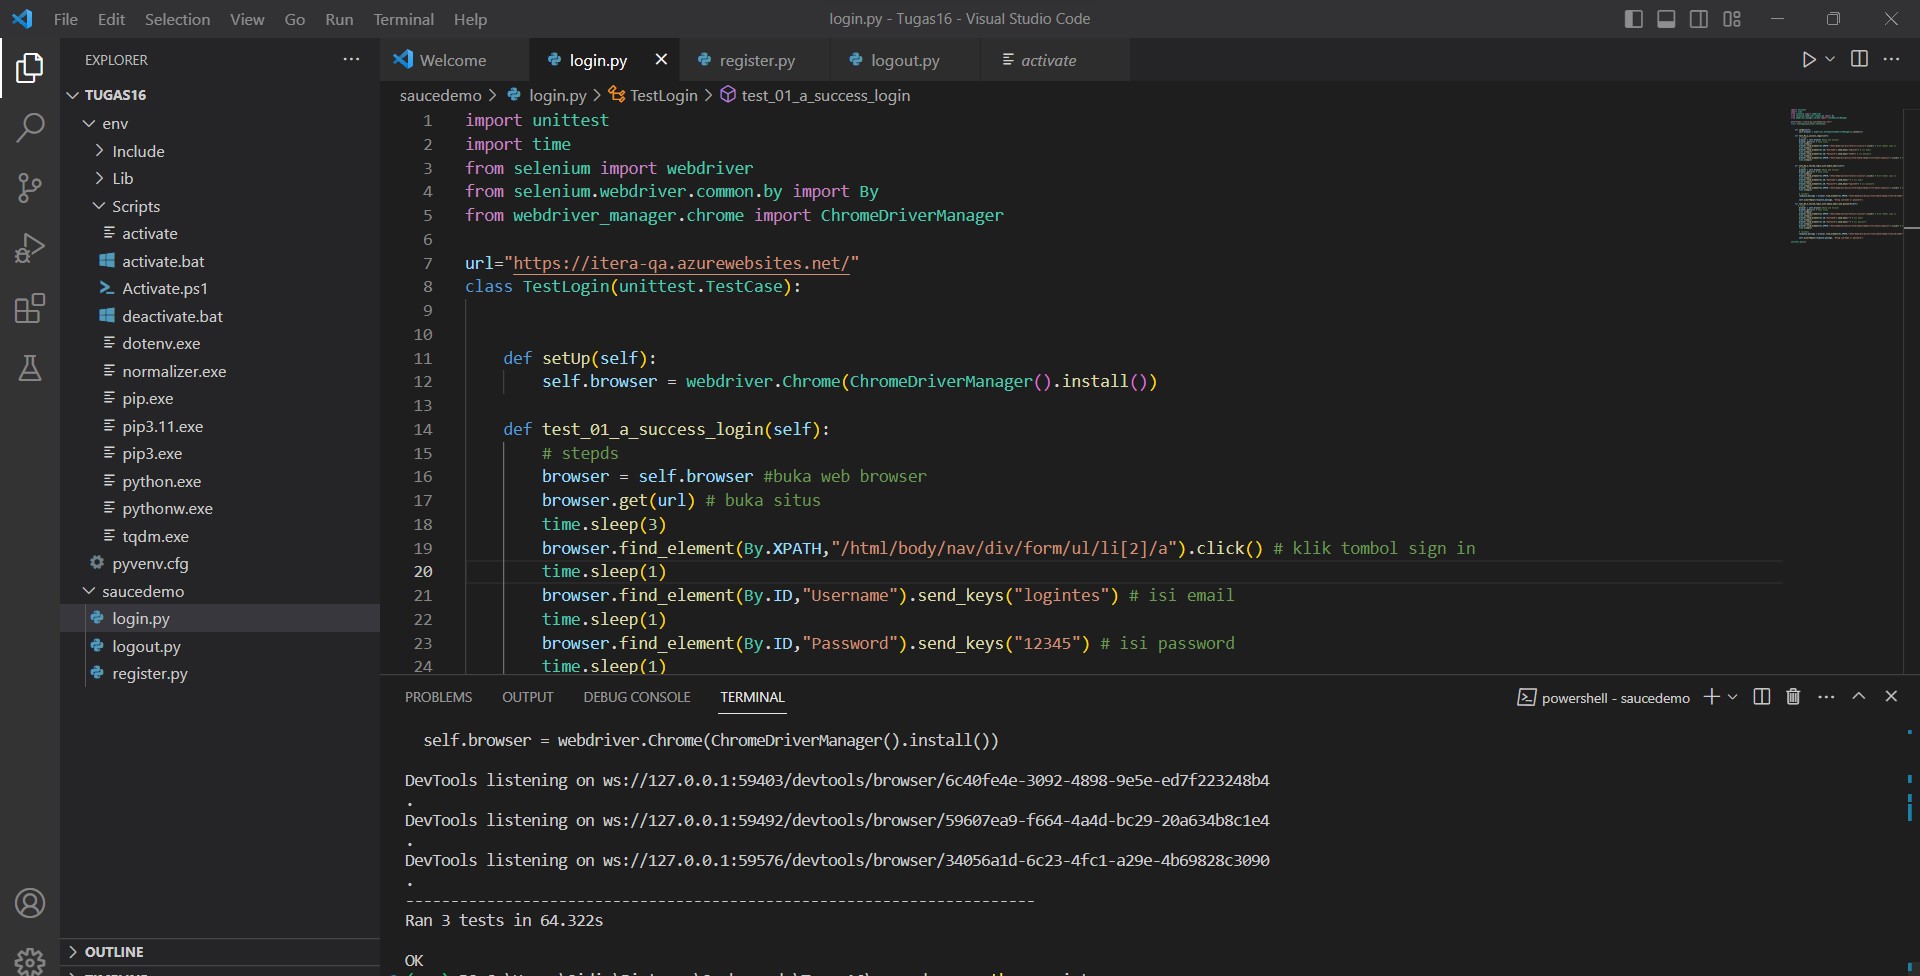 File Edit Selection View Go Run Terminal Help
login.py - Tugas16 - Visual Studio Code
EXPLORER
TUGAS16
env
Include
Lib
Scripts
activate
activate.bat
Activate.ps1
deactivate.bat
dotenv.exe
normalizer.exe
pip.exe
pip3.11.exe
pip3.exe
python.exe
pythonw.exe
tqdm.exe
pyvenv.cfg
saucedemo
login.py
logout.py
register.py
OUTLINE
Welcome login.py register.py logout.py activate
saucedemo > login.py > TestLogin > test_01_a_success_login
1 import unittest
2 import time
3 from selenium import webdriver
4 from selenium.webdriver.common.by import By
5 from webdriver_manager.chrome import ChromeDriverManager
6
7 url="https://itera-qa.azurewebsites.net/"
8 class TestLogin(unittest.TestCase):
9
10
11 def setUp(self):
12 self.browser = webdriver.Chrome(ChromeDriverManager().install())
13
14 def test_01_a_success_login(self):
15 # stepds
16 browser = self.browser #buka web browser
17 browser.get(url) # buka situs
18 time.sleep(3)
19 browser.find_element(By.XPATH,"/html/body/nav/div/form/ul/li[2]/a").click() # klik tombol sign in
20 time.sleep(1)
21 browser.find_element(By.ID,"Username").send_keys("logintes") # isi email
22 time.sleep(1)
23 browser.find_element(By.ID,"Password").send_keys("12345") # isi password
24 time.sleep(1)
PROBLEMS OUTPUT DEBUG CONSOLE TERMINAL
powershell - saucedemo
self.browser = webdriver.Chrome(ChromeDriverManager().install())
DevTools listening on ws://127.0.0.1:59403/devtools/browser/6c40fe4e-3092-4898-9e5e-ed7f223248b4
.
DevTools listening on ws://127.0.0.1:59492/devtools/browser/59607ea9-f664-4a4d-bc29-20a634b8c1e4
.
DevTools listening on ws://127.0.0.1:59576/devtools/browser/34056a1d-6c23-4fc1-a29e-4b69828c3090
.
----------------------------------------------------------------------
Ran 3 tests in 64.322s
OK